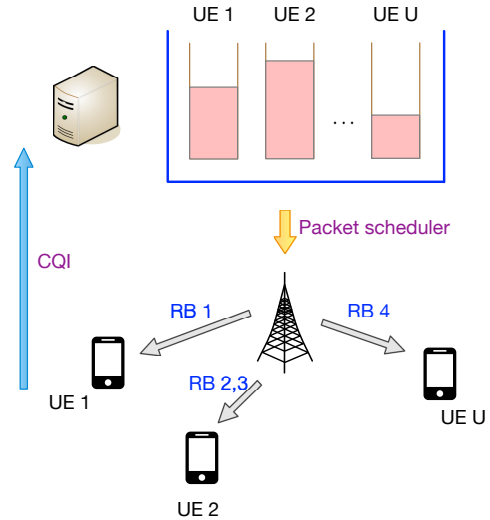 UE 1
UE 2
UE U
...
Packet scheduler
CQI
RB 1
RB 4
RB 2,3
UE 1
UE U
UE 2